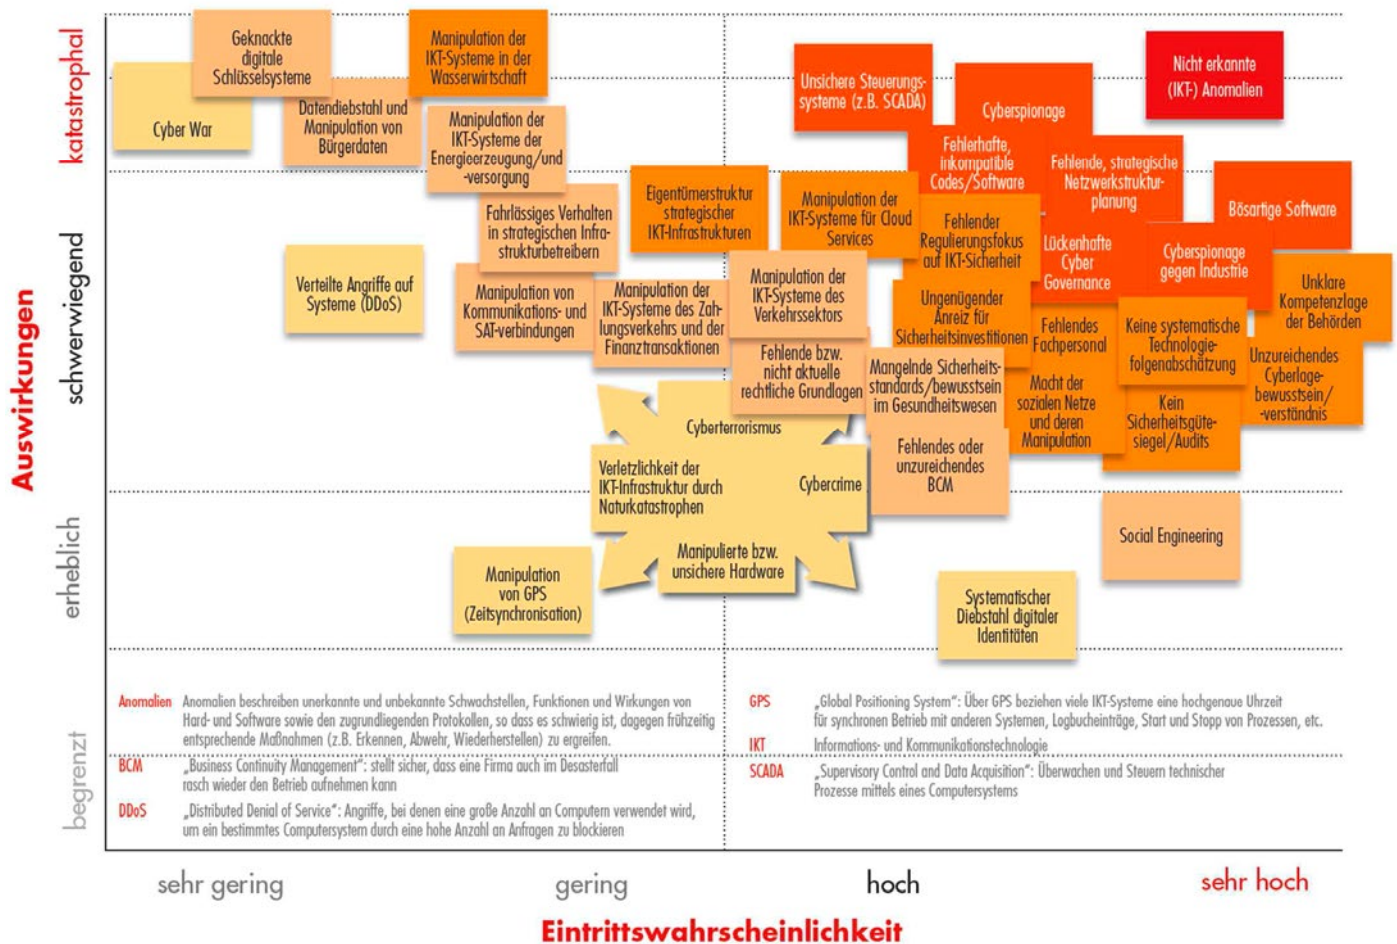 Auswirkungen
katastrophal
schwerwiegend
erheblich
begrenzt
Geknackte
digitale
Schlüsselsysteme
Manipulation der
IKT-Systeme in der
Wasserwirtschaft
Cyber War
Datendiebstahl und
Manipulation von
Bürgerdaten
Manipulation der
IKT-Systeme der
Energieerzeugung/und
-versorgung
Unsichere Steuerungs-
systeme (z.B. SCADA)
Cyberspionage
Nicht erkannte
(IKT-) Anomalien
Fehlerhafte,
inkompatible
Codes/Software
Fehlende, strategische
Netzwerkstruktur-
planung
Bösartige Software
Fahrlässiges Verhalten
in strategischen Infra-
strukturbetreibern
Eigentümerstruktur
strategischer
IKT-Infrastrukturen
Manipulation der
IKT-Systeme für Cloud
Services
Fehlender
Regulierungsfokus
auf IKT-Sicherheit
Lückenhafte
Cyber
Governance
Cyberspionage
gegen Industrie
Verteilte Angriffe auf
Systeme (DDoS)
Manipulation von
Kommunikations- und
SAT-verbindungen
Manipulation der
IKT-Systeme des Zah-
lungsverkehrs und der
Finanztransaktionen
Manipulation der
IKT-Systeme des
Verkehrssektors
Ungenügender
Anreiz für
Sicherheitsinvestitionen
Fehlendes
Fachpersonal
Keine systematische
Technologie-
folgenabschätzung
Unklare
Kompetenzlage
der Behörden
Fehlende bzw.
nicht aktuelle
rechtliche Grundlagen
Mangelnde Sicherheits-
standards/bewusstsein
im Gesundheitswesen
Macht der
sozialen Netze
und deren
Manipulation
Kein
Sicherheitsgüte-
siegel/Audits
Unzureichendes
Cyberlage-
bewusstsein/
-verständnis
Cyberterrorismus
Verletzlichkeit der
IKT-Infrastruktur durch
Naturkatastrophen
Cybercrime
Manipulierte bzw.
unsichere Hardware
Fehlendes oder
unzureichendes
BCM
Social Engineering
Manipulation
von GPS
(Zeitsynchronisation)
Systematischer
Diebstahl digitaler
Identitäten
Anomalien Anomalien beschreiben unerkannte und unbekannte Schwachstellen, Funktionen und Wirkungen von
Hard- und Software sowie den zugrundliegenden Protokollen, so dass es schwierig ist, dagegen frühzeitig
entsprechende Maßnahmen (z.B. Erkennen, Abwehr, Wiederherstellen) zu ergreifen.
BCM „Business Continuity Management“: stellt sicher, dass eine Firma auch im Desasterfall
rasch wieder den Betrieb aufnehmen kann
DDoS „Distributed Denial of Service“: Angriffe, bei denen eine große Anzahl an Computern verwendet wird,
um ein bestimmtes Computersystem durch eine hohe Anzahl an Anfragen zu blockieren
GPS „Global Positioning System“: Über GPS beziehen viele IKT-Systeme eine hochgenaue Uhrzeit
für synchronen Betrieb mit anderen Systemen, Logbucheinträge, Start und Stopp von Prozessen, etc.
IKT Informations- und Kommunikationstechnologie
SCADA „Supervisory Control and Data Acquisition“: Überwachen und Steuern technischer
Prozesse mittels eines Computersystems
sehr gering
gering
hoch
sehr hoch
Eintrittswahrscheinlichkeit